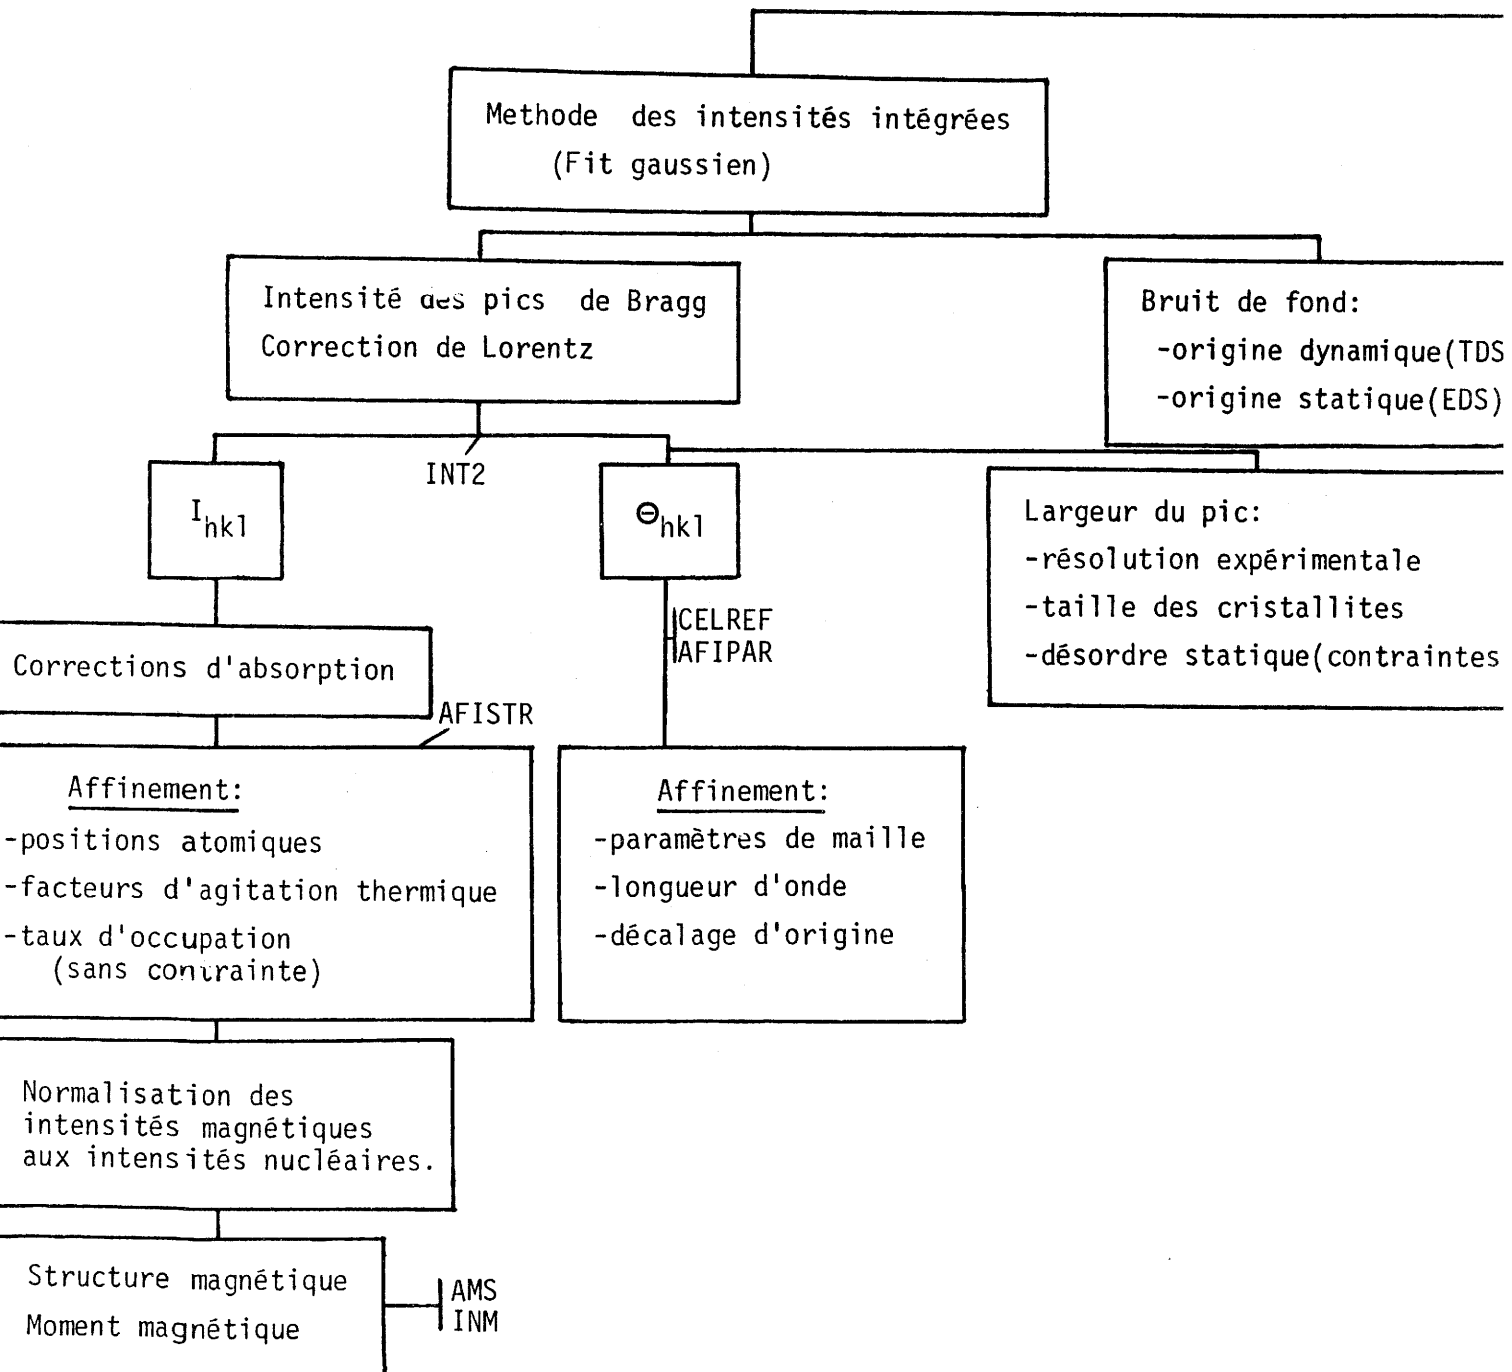 Methode des intensités intégrées
(Fit gaussien)
Intensité des pics de Bragg
Correction de Lorentz
Bruit de fond:
-origine dynamique(TDS
-origine statique(EDS)
INT2
Ihkl
Θhkl
Largeur du pic:
-résolution expérimentale
-taille des cristallites
-désordre statique(contraintes
CELREF
AFIPAR
Corrections d'absorption
AFISTR
Affinement:
-positions atomiques
-facteurs d'agitation thermique
-taux d'occupation
(sans contrainte)
Affinement:
-paramètres de maille
-longueur d'onde
-décalage d'origine
Normalisation des
intensités magnétiques
aux intensités nucléaires.
Structure magnétique
Moment magnétique
AMS
INM